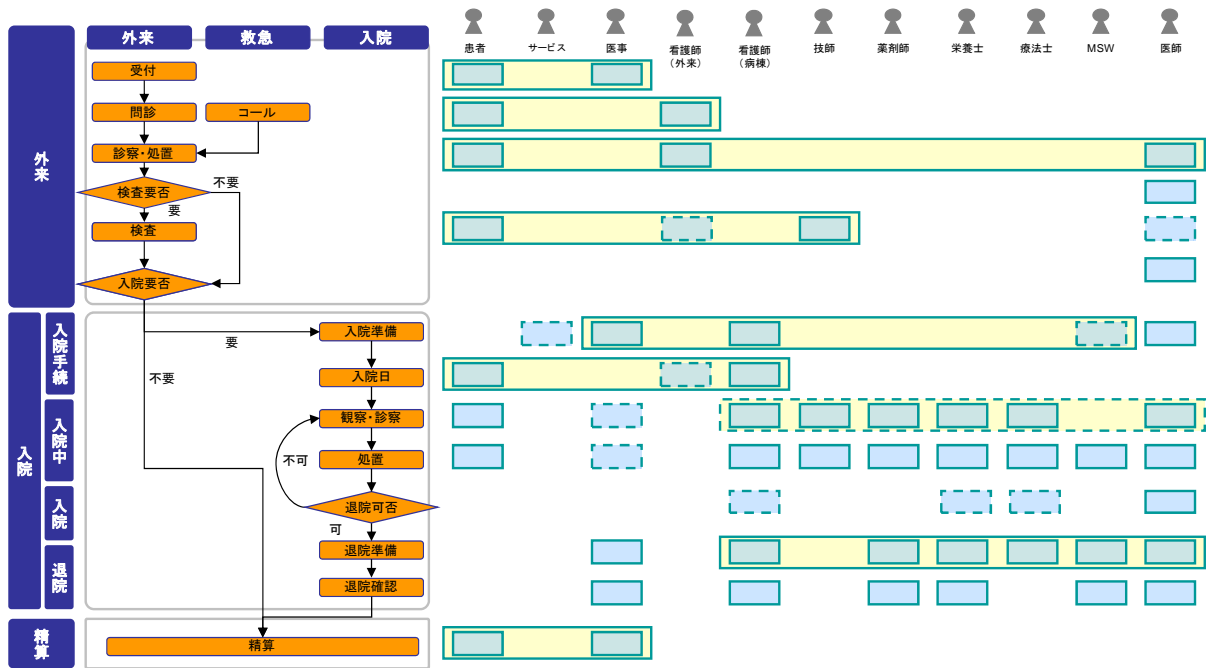 外来
救急
入院
患者
サービス
医事
看護師
（外来）
看護師
（病棟）
技師
薬剤師
栄養士
療法士
MSW
医師
外来
受付
問診
コール
診察・処置
検査要否
不要
要
検査
入院要否
入院
入院手続
入院準備
要
不要
入院日
入院中
観察・診察
処置
不可
入院
退院可否
可
退院
退院準備
退院確認
精算
精算